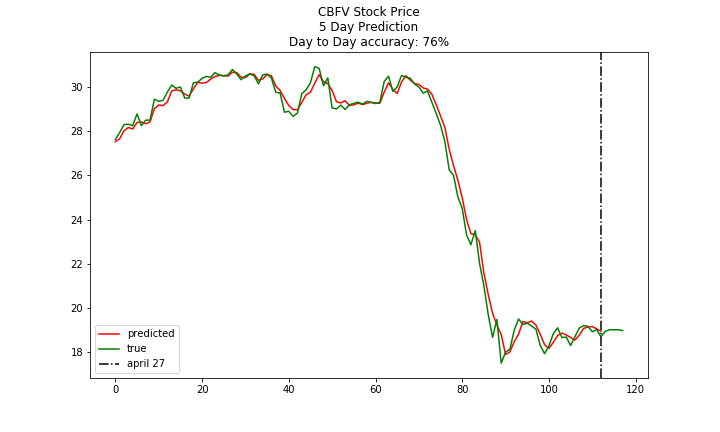 CBFV Stock Price
5 Day Prediction
Day to Day accuracy: 76%
30
28
26
24
22
20
18
predicted
true
april 27
0
20
40
60
80
100
120